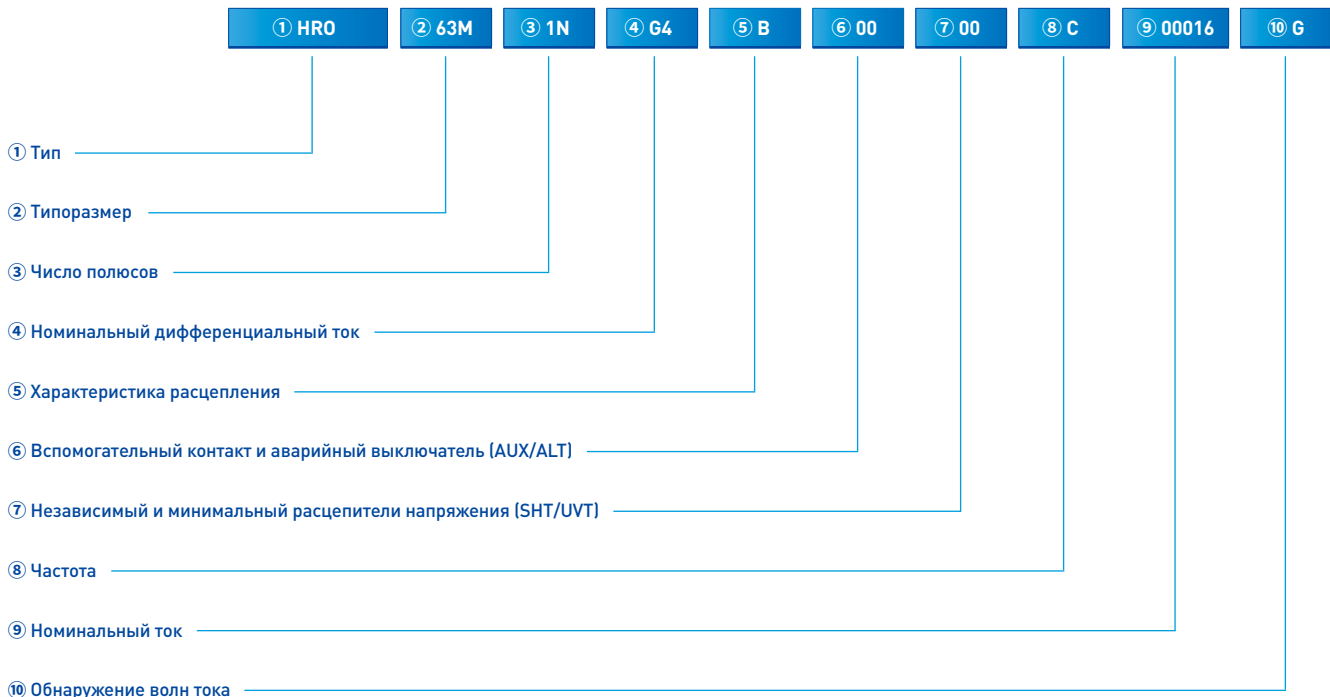 ① HRO ② 63M ③ 1N ④ G4 ⑤ B ⑥ 00 ⑦ 00 ⑧ C ⑨ 00016 ⑩ G
① Тип
② Типоразмер
③ Число полюсов
④ Номинальный дифференциальный ток
⑤ Характеристика расцепления
⑥ Вспомогательный контакт и аварийный выключатель (AUX/ALT)
⑦ Независимый и минимальный расцепители напряжения (SHT/UVT)
⑧ Частота
⑨ Номинальный ток
⑩ Обнаружение волн тока